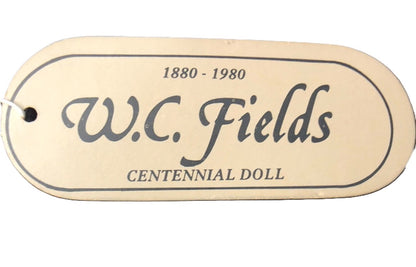 1880 - 1980
W.C. Fields
CENTENNIAL DOLL